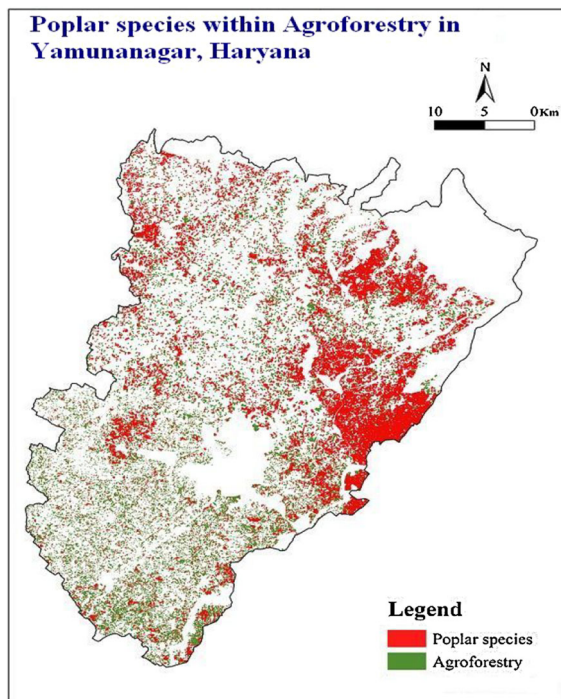 Poplar species within Agroforestry in
Yamunanagar, Haryana
N
10 5 0 Km
Legend
Poplar species
Agroforestry